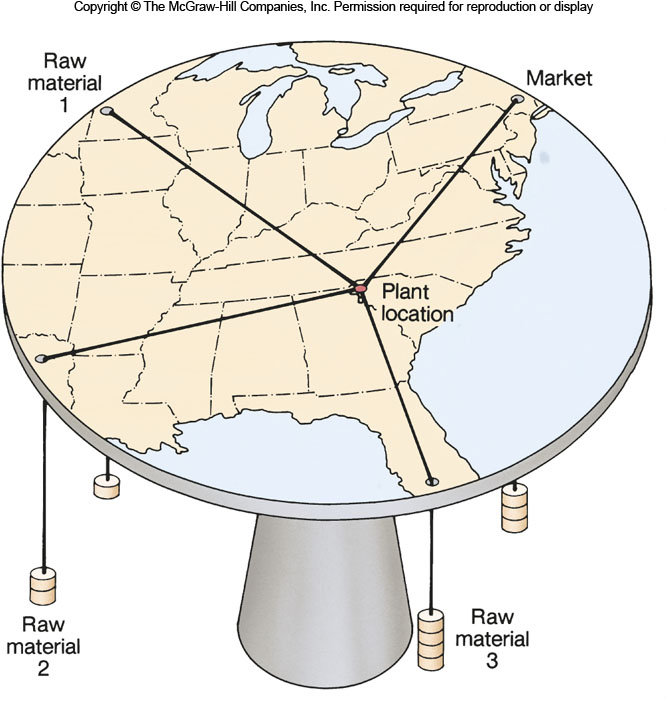 Copyright © The McGraw-Hill Companies, Inc. Permission required for reproduction or display
Raw
material
1
Market
Plant
location
Raw
material
2
Raw
material
3